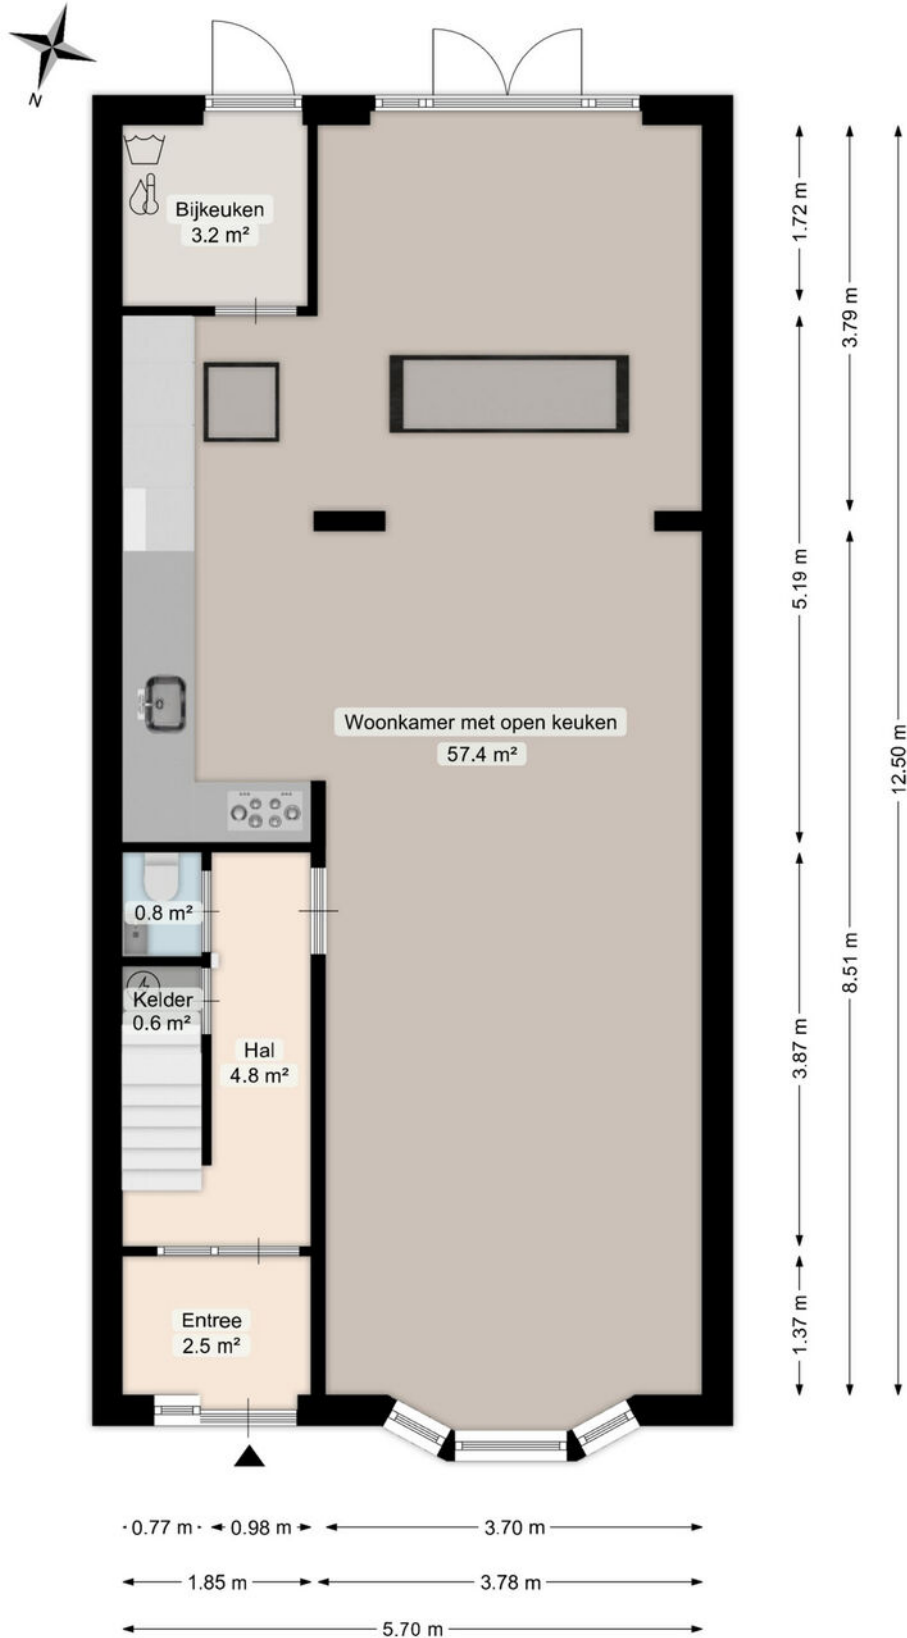 N
Bijkeuken
3.2 m²
1.72 m
3.79 m
5.19 m
12.50 m
Woonkamer met open keuken
57.4 m²
0.8 m²
Kelder
0.6 m²
Hal
4.8 m²
8.51 m
3.87 m
Entree
2.5 m²
1.37 m
0.77 m
0.98 m
3.70 m
1.85 m
3.78 m
5.70 m